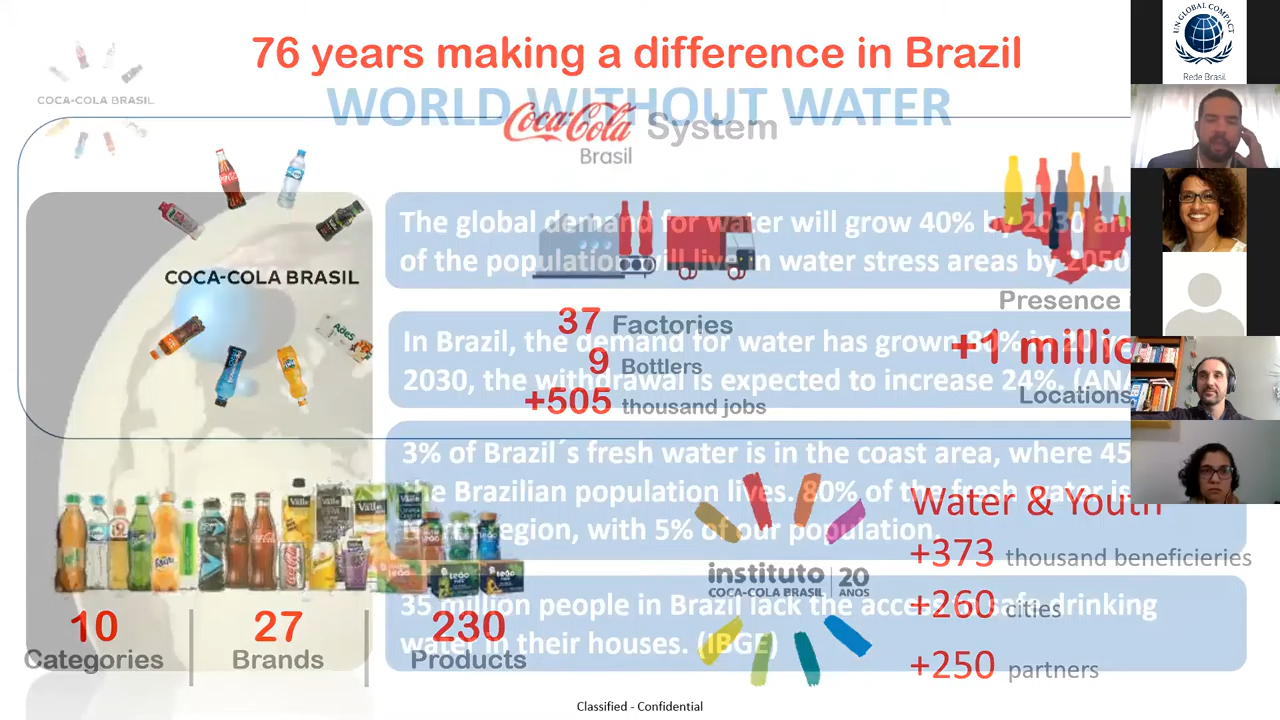 76 years making a difference in Brazil
WORLD WITHOUT WATER
COCA-COLA BRASIL
Coca-Cola System
Brasil
UN GLOBAL COMPACT
Rede Brasil
The global demand for water will grow 40% by 2030
of the population will live in water stress areas by 2050
COCA-COLA BRASIL
Presence
37 Factories
9 Bottlers
+505 thousand jobs
In Brazil, the demand for water has grown 80% in 20
2030, the withdrawal is expected to increase 24%. (ANA
Locations
3% of Brazil´s fresh water is in the coast area, where 45
the Brazilian population lives. 80% of the fresh water is
North region, with 5% of our population.
Water & Youth
+373 thousand beneficieries
+260 cities
+250 partners
instituto
COCA-COLA BRASIL
20
ANOS
35 million people in Brazil lack the access to safe drinking
water in their houses. (IBGE)
10
Categories
27
Brands
230
Products
Classified - Confidential